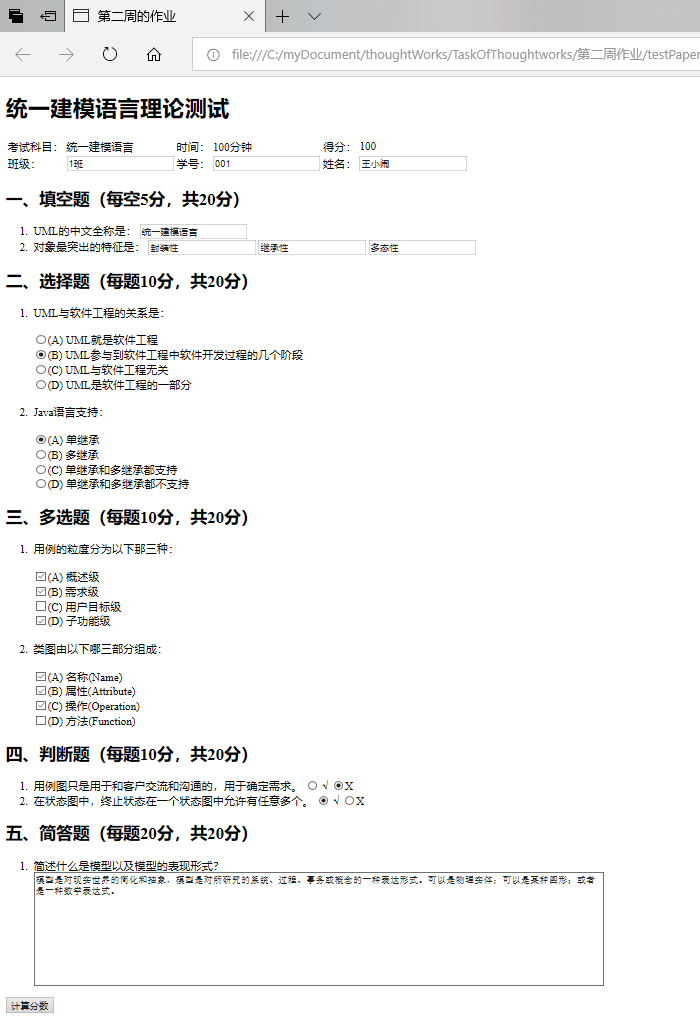 第二周的作业
file:///C:/myDocument/thoughtWorks/TaskOfThoughtworks/第二周作业/testPaper
统一建模语言理论测试
考试科目: 统一建模语言 时间: 100分钟 得分: 100
班级: 1班 学号: 001 姓名: 王小闹
一、填空题（每空5分，共20分）
1. UML的中文全称是: 统一建模语言
2. 对象最突出的特征是: 封装性 继承性 多态性
二、选择题（每题10分，共20分）
1. UML与软件工程的关系是:
(A) UML就是软件工程
(B) UML参与到软件工程中软件开发过程的几个阶段
(C) UML与软件工程无关
(D) UML是软件工程的一部分
2. Java语言支持:
(A) 单继承
(B) 多继承
(C) 单继承和多继承都支持
(D) 单继承和多继承都不支持
三、多选题（每题10分，共20分）
1. 用例的粒度分为以下那三种:
(A) 概述级
(B) 需求级
(C) 用户目标级
(D) 子功能级
2. 类图由以下哪三部分组成:
(A) 名称(Name)
(B) 属性(Attribute)
(C) 操作(Operation)
(D) 方法(Function)
四、判断题（每题10分，共20分）
1. 用例图只是用于和客户交流和沟通的，用于确定需求。 √ X
2. 在状态图中，终止状态在一个状态图中允许有任意多个。 √ X
五、简答题（每题20分，共20分）
1. 简述什么是模型以及模型的表现形式?
模型是对现实世界的简化和抽象，模型是对所研究的系统、过程、事务或概念的一种表达形式。可以是物理实体；可以是某种图形；或者
是一种数学表达式。
计算分数